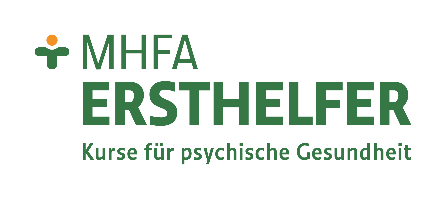 MHFA
ERSTHELFER
Kurse für psychische Gesundheit